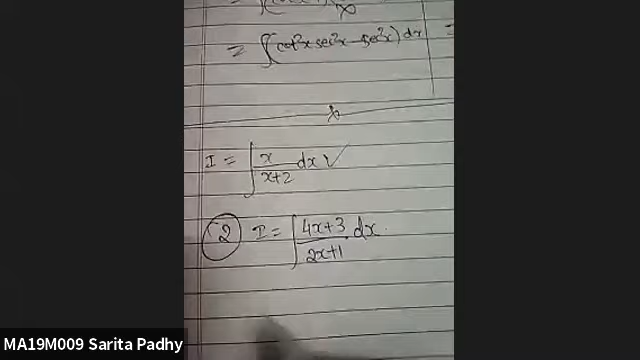 = ∫(cot²x sec²x - sec²x) dx
I = ∫ x/x+2 dx ✓
② I = ∫ 4x+3/2x+1 dx
MA19M009 Sarita Padhy